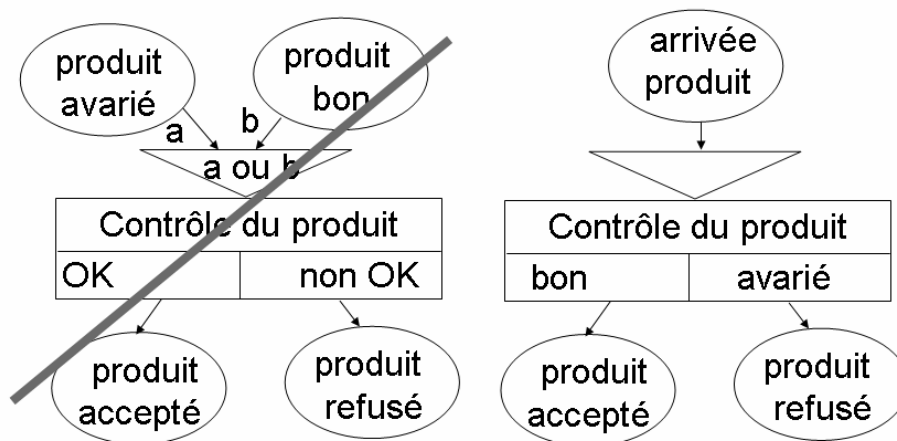 produit
avarié
produit
bon
a
b
a ou b
Contrôle du produit
OK
non OK
produit
accepté
produit
refusé
arrivée
produit
Contrôle du produit
bon
avarié
produit
accepté
produit
refusé